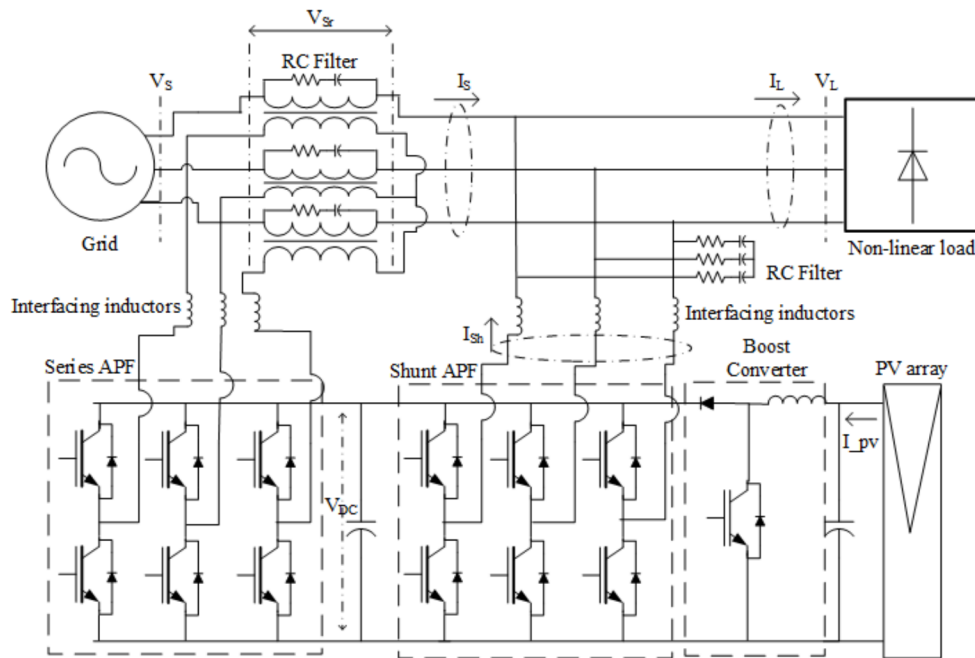 V_Sr
RC Filter
V_S
I_S
I_L
V_L
Grid
Non-linear load
RC Filter
Interfacing inductors
I_Sh
Interfacing inductors
Series APF
Shunt APF
Boost
Converter
PV array
I_pv
V_DC